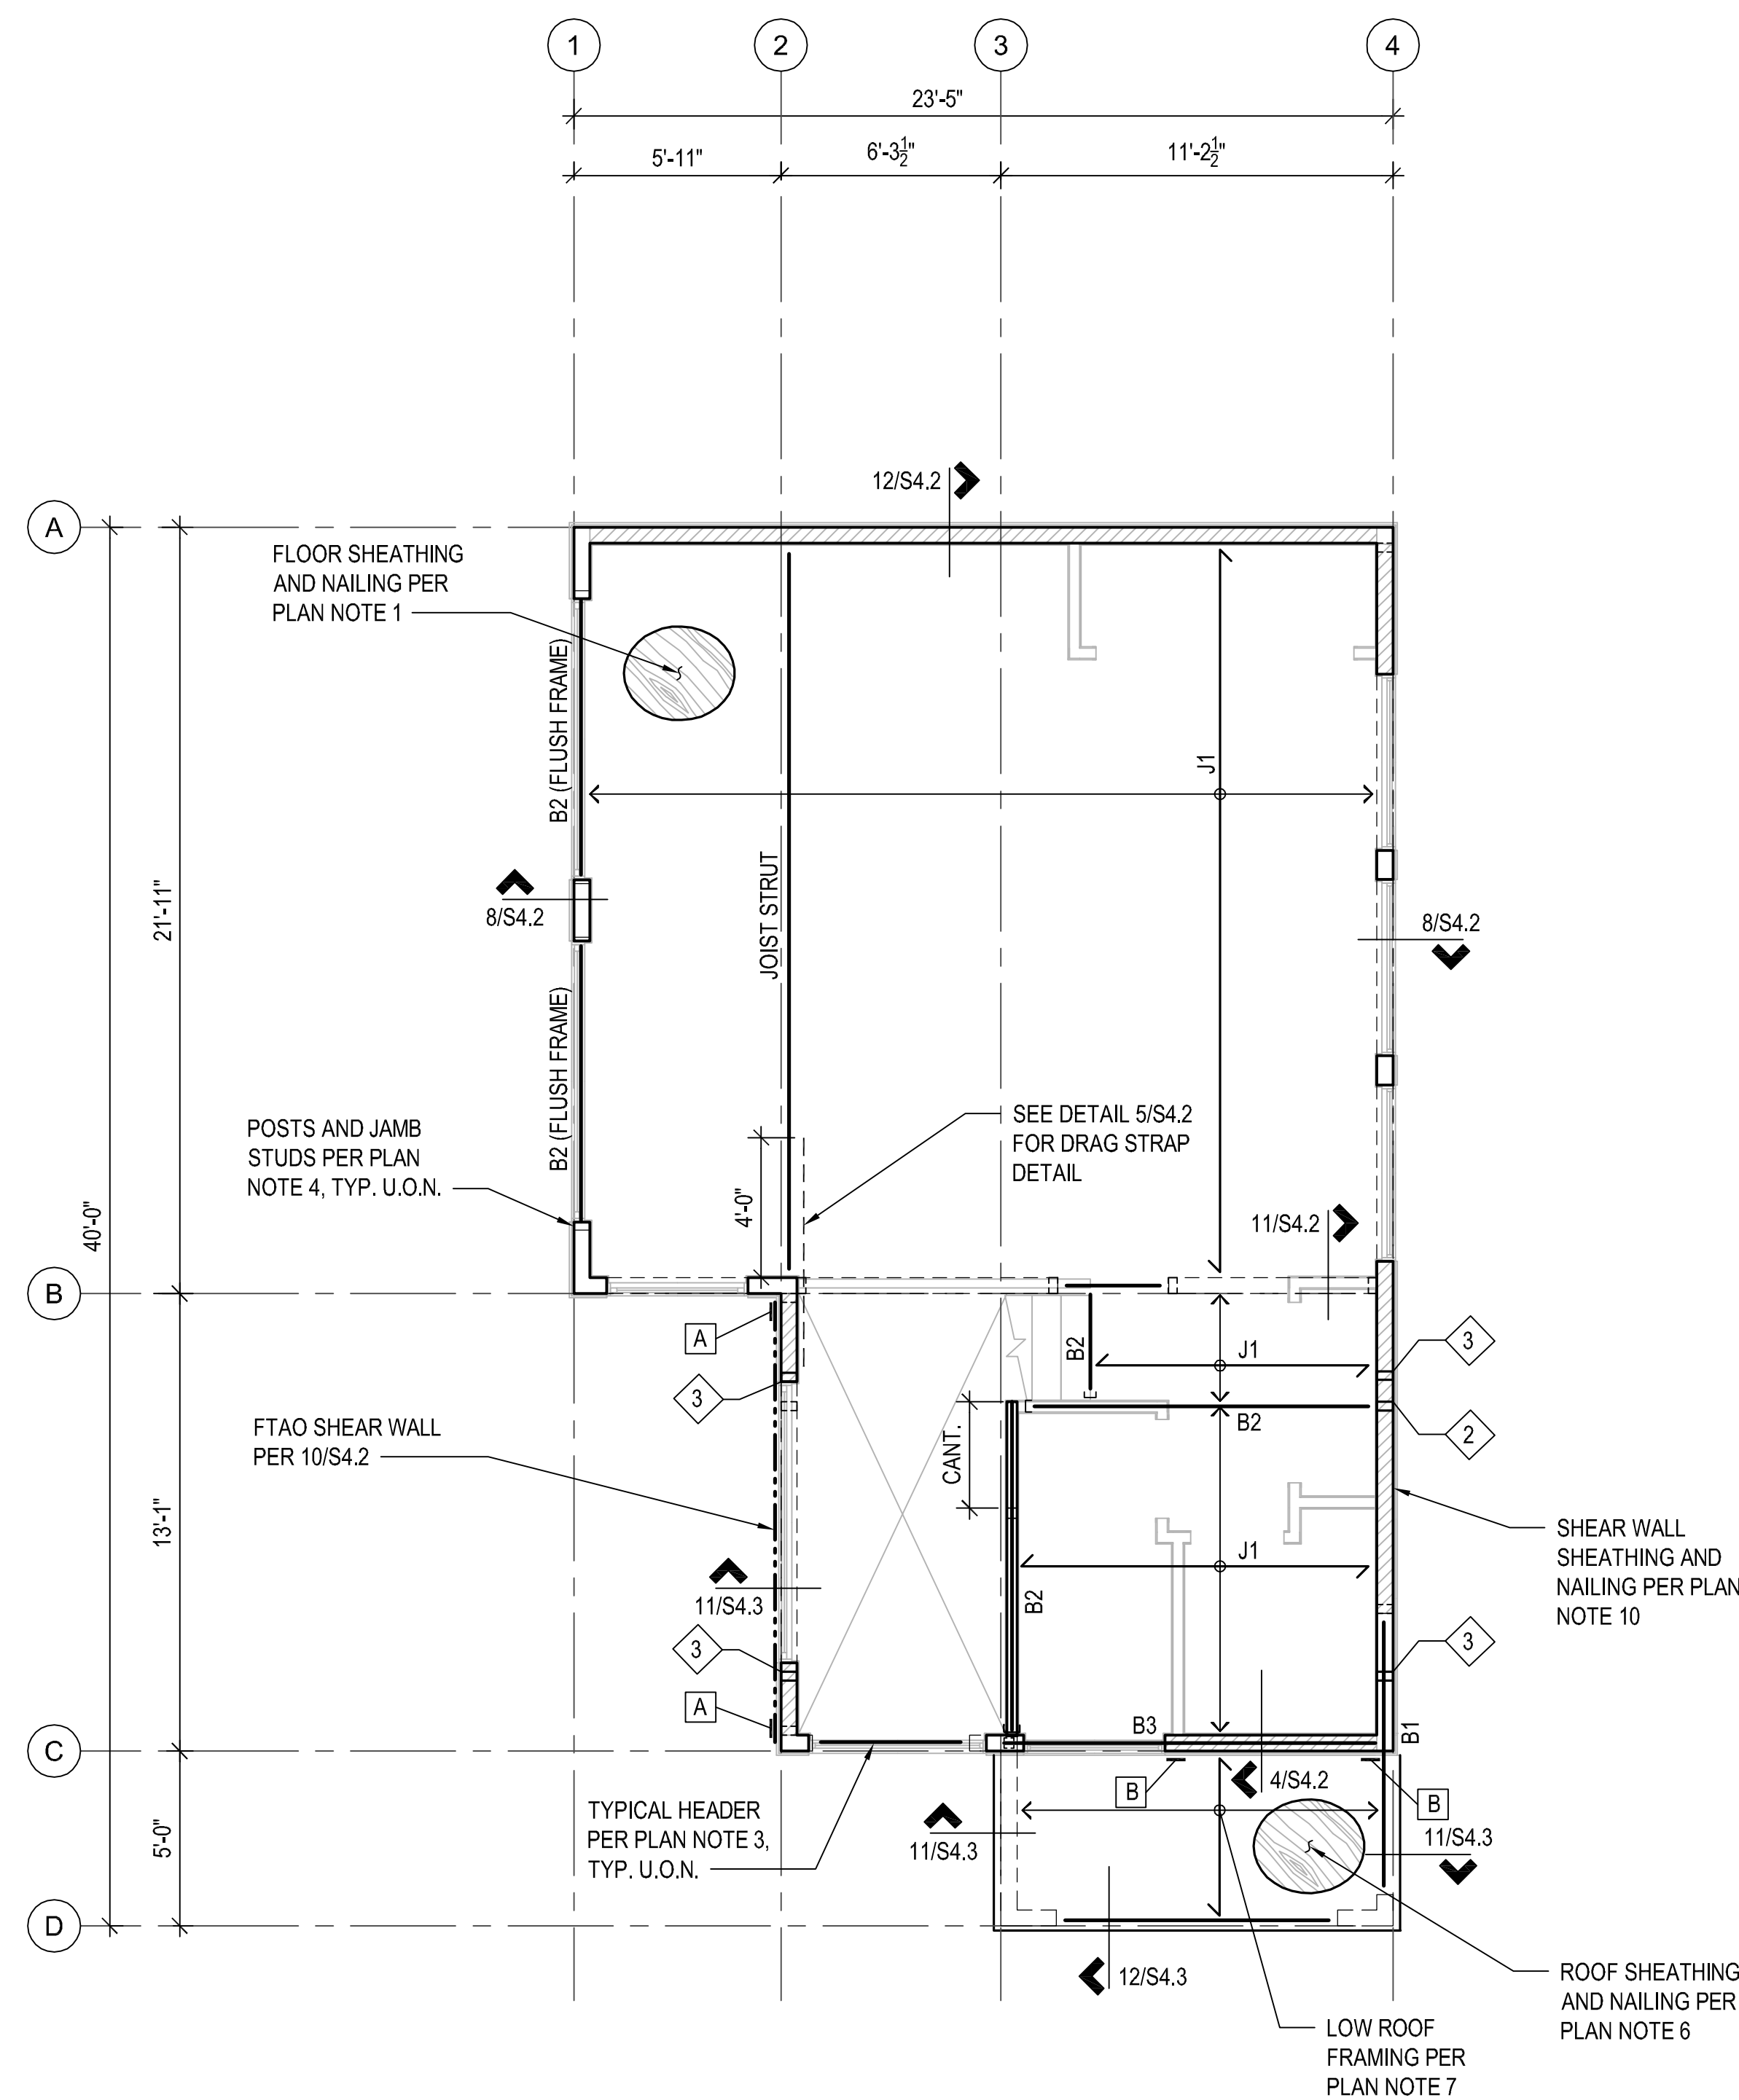 1
2
3
4
23'-5"
5'-11"
6'-3½"
11'-2½"
12/S4.2
A
FLOOR SHEATHING
AND NAILING PER
PLAN NOTE 1
B2 (FLUSH FRAME)
J1
JOIST STRUT
21'-11"
8/S4.2
8/S4.2
B2 (FLUSH FRAME)
POSTS AND JAMB
STUDS PER PLAN
NOTE 4, TYP. U.O.N.
SEE DETAIL 5/S4.2
FOR DRAG STRAP
DETAIL
4'-0"
40'-0"
11/S4.2
B
A
B2
J1
3
3
B2
2
FTAO SHEAR WALL
PER 10/S4.2
CANT.
13'-1"
SHEAR WALL
SHEATHING AND
NAILING PER PLAN
NOTE 10
J1
B2
11/S4.3
3
3
A
B3
B1
C
B
4/S4.2
B
TYPICAL HEADER
PER PLAN NOTE 3,
TYP. U.O.N.
11/S4.3
11/S4.3
5'-0"
D
12/S4.3
ROOF SHEATHING
AND NAILING PER
PLAN NOTE 6
LOW ROOF
FRAMING PER
PLAN NOTE 7